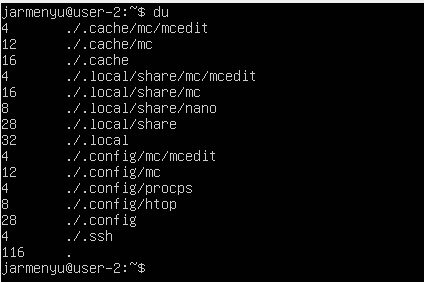 jarmenyu@user-2:~$ du
4 ./.cache/mc/mcedit
12 ./.cache/mc
16 ./.cache
4 ./.local/share/mc/mcedit
16 ./.local/share/mc
8 ./.local/share/nano
28 ./.local/share
32 ./.local
4 ./.config/mc/mcedit
12 ./.config/mc
4 ./.config/procps
8 ./.config/htop
28 ./.config
4 ./.ssh
116 .
jarmenyu@user-2:~$